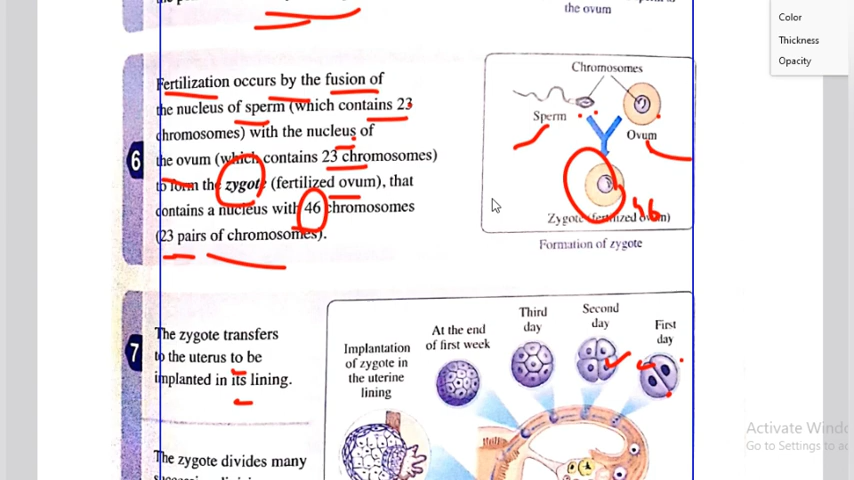 the ovum
Color
Thickness
Opacity
6
Fertilization occurs by the fusion of
the nucleus of sperm (which contains 23
chromosomes) with the nucleus of
the ovum (which contains 23 chromosomes)
to form the zygote (fertilized ovum), that
contains a nucleus with 46 chromosomes
(23 pairs of chromosomes).
Chromosomes
Sperm
Ovum
46
Zygote (fertilized ovum)
Formation of zygote
7
The zygote transfers
to the uterus to be
implanted in its lining.
Implantation
of zygote in
the uterine
lining
At the end
of first week
Third
day
Second
day
First
day
The zygote divides many
Activate Windo
Go to Settings to ac